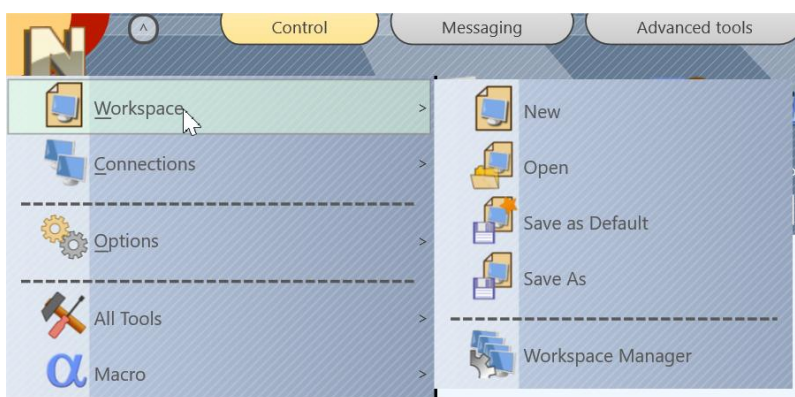 N
Control
Messaging
Advanced tools
Workspace
Connections
Options
All Tools
α Macro
New
Open
Save as Default
Save As
Workspace Manager